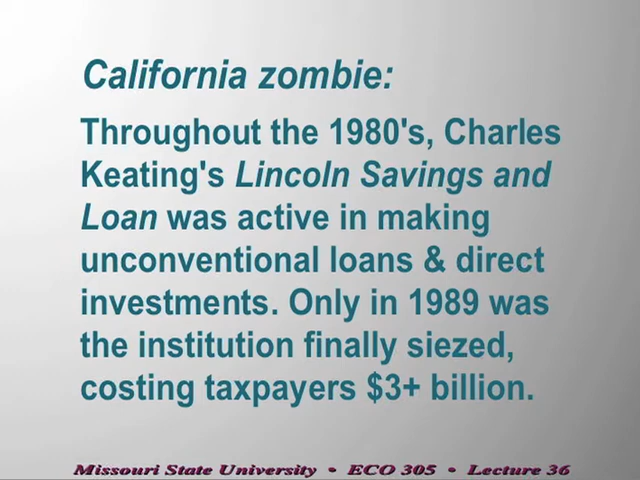 California zombie:
Throughout the 1980's, Charles
Keating's Lincoln Savings and
Loan was active in making
unconventional loans & direct
investments. Only in 1989 was
the institution finally siezed,
costing taxpayers $3+ billion.
Missouri State University • ECO 305 • Lecture 36